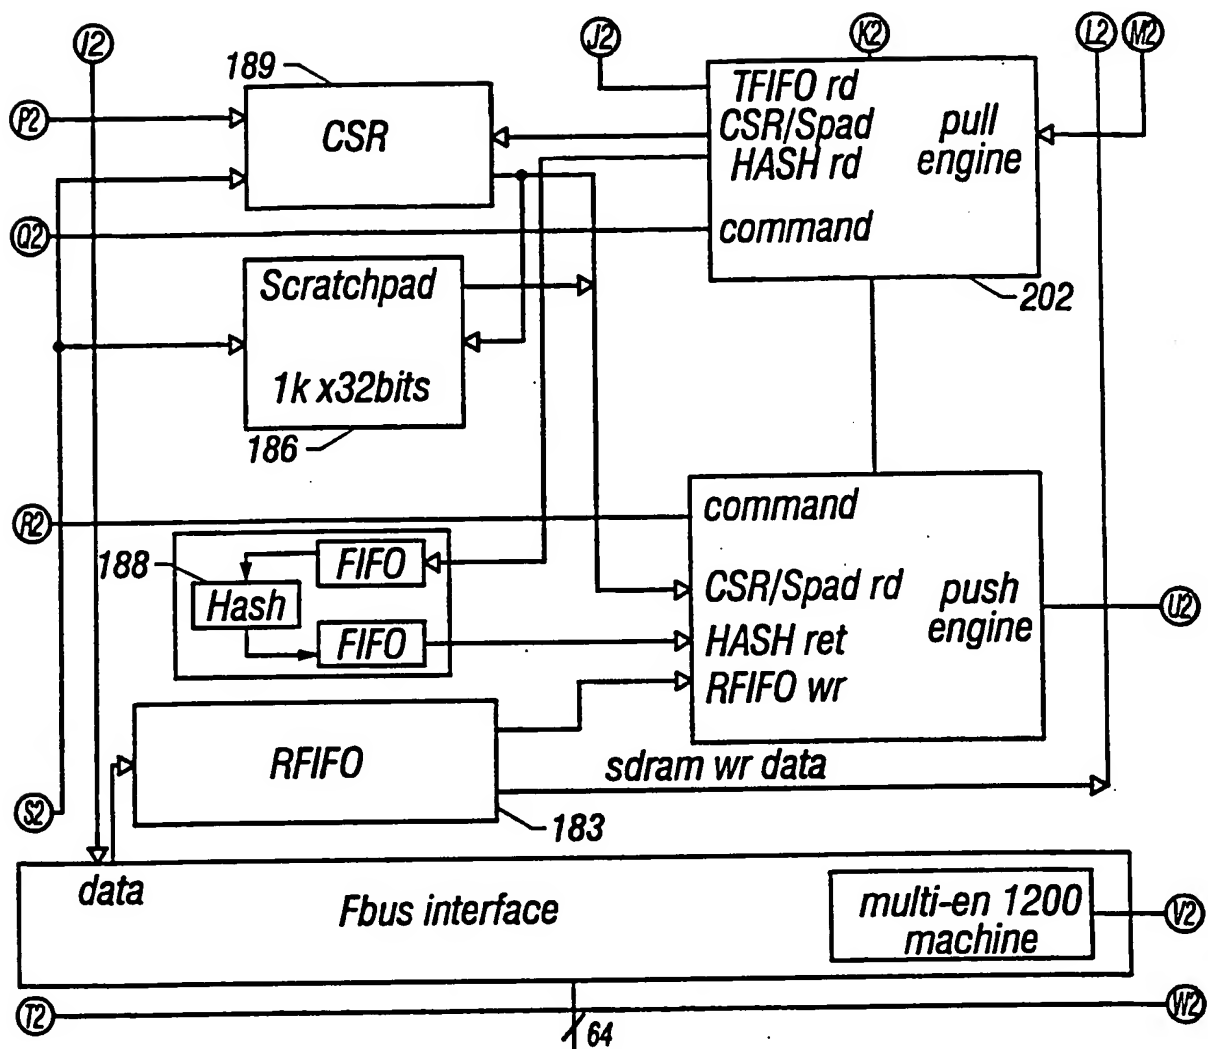 I2
J2
K2
L2
M2
189
P2
CSR
TFIFO rd
CSR/Spad
HASH rd
pull
engine
Q2
command
Scratchpad
202
1k x32bits
186
R2
command
188
FIFO
Hash
CSR/Spad rd
push
engine
U2
FIFO
HASH ret
RFIFO wr
RFIFO
sdram wr data
S2
183
data
Fbus interface
multi-en 1200
machine
V2
T2
W2
64